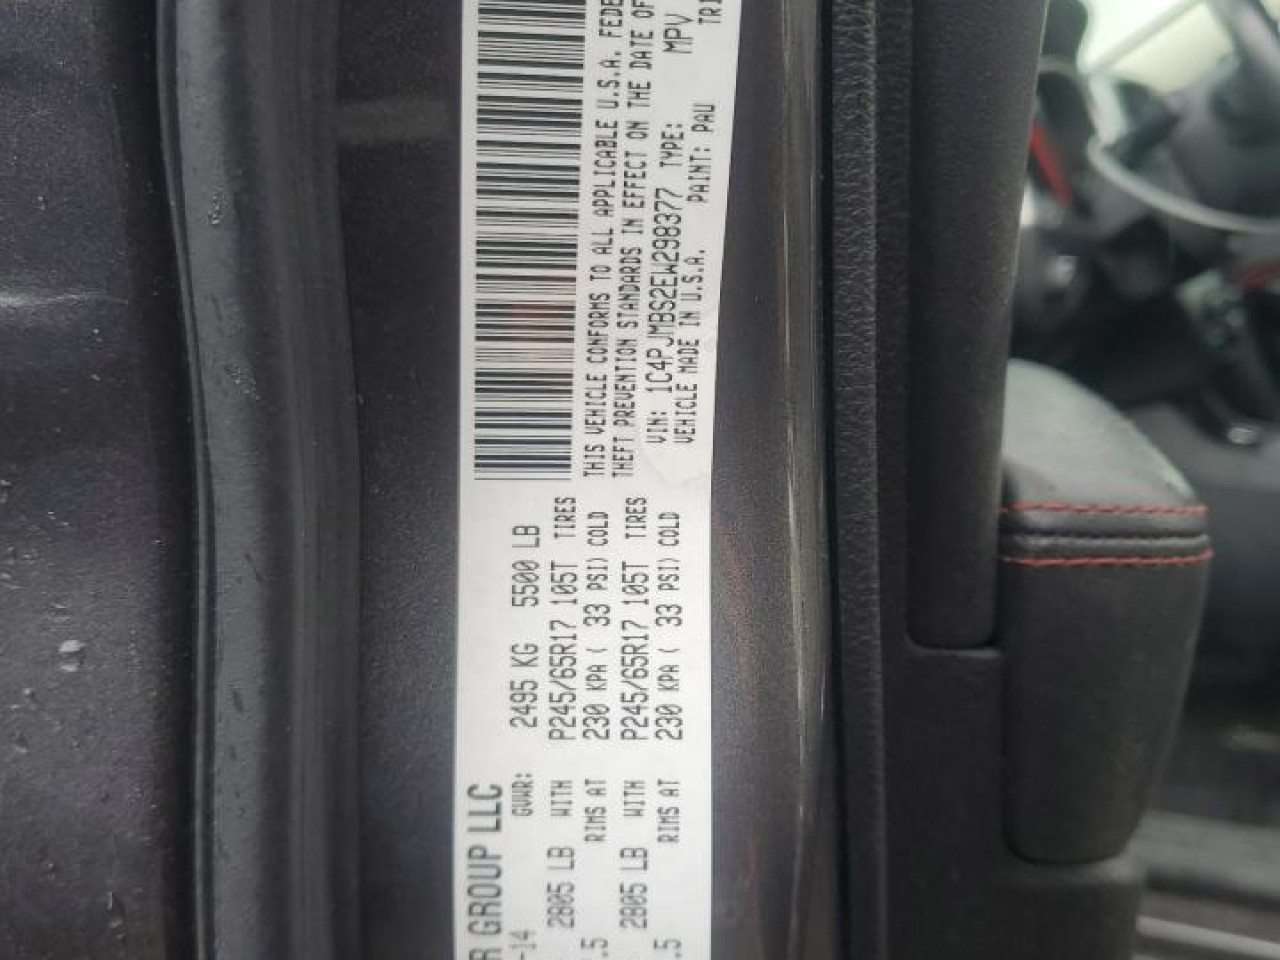 R GROUP LLC
-14 GVWR: 2495 KG 5500 LB
2805 LB WITH P245/65R17 105T TIRES
.5 RIMS AT 230 KPA ( 33 PSI) COLD
2805 LB WITH P245/65R17 105T TIRES
.5 RIMS AT 230 KPA ( 33 PSI) COLD
THIS VEHICLE CONFORMS TO ALL APPLICABLE U.S.A. FEDE
THEFT PREVENTION STANDARDS IN EFFECT ON THE DATE OF
VIN: 1C4PJMBS2EW298377 TYPE: MPV
VEHICLE MADE IN U.S.A. PAINT: PAU TRI